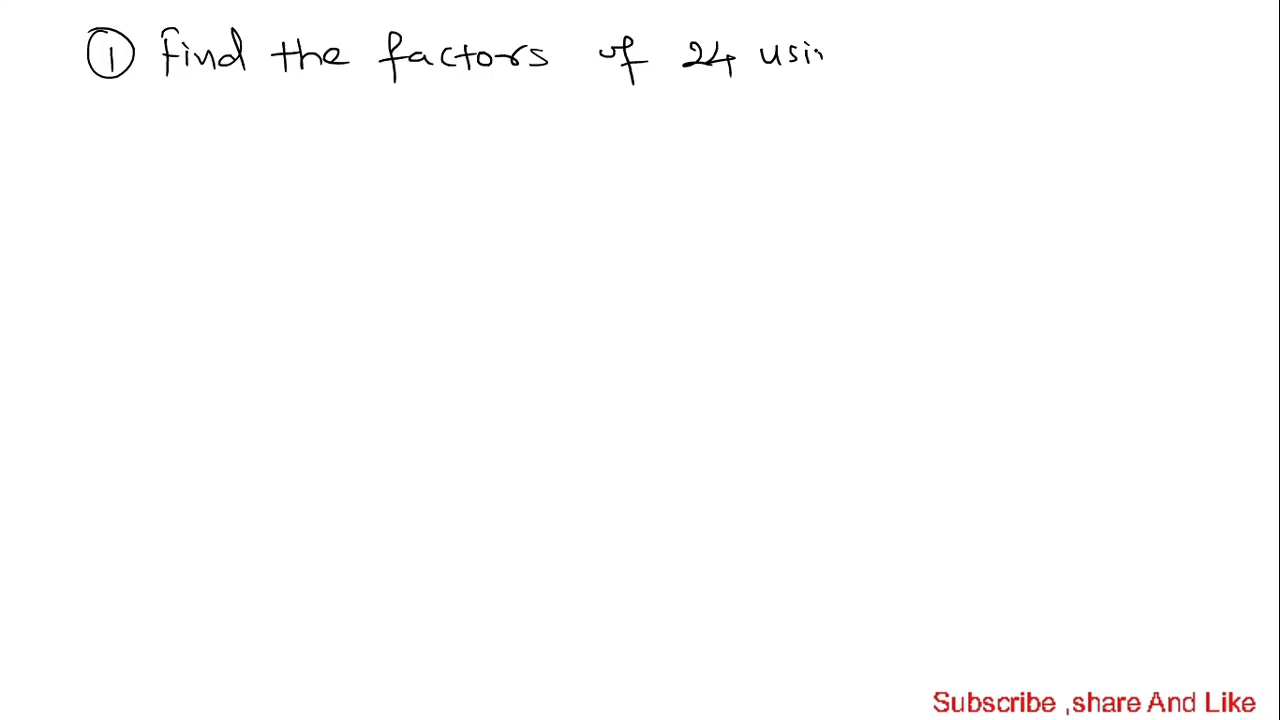 ① Find the factors of 24 usi
Subscribe ,share And Like